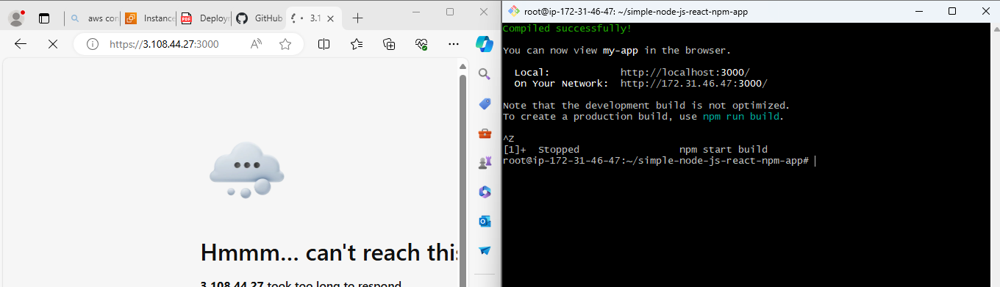 aws con
Instance
PDF
Deploy
GitHub
3.1
https://3.108.44.27:3000
Hmmm... can't reach this
3.108.44.27 took too long to respond
root@ip-172-31-46-47: ~/simple-node-js-react-npm-app
Compiled successfully!
You can now view my-app in the browser.
Local: http://localhost:3000/
On Your Network: http://172.31.46.47:3000/
Note that the development build is not optimized.
To create a production build, use npm run build.
^Z
[1]+ Stopped npm start build
root@ip-172-31-46-47:~/simple-node-js-react-npm-app#